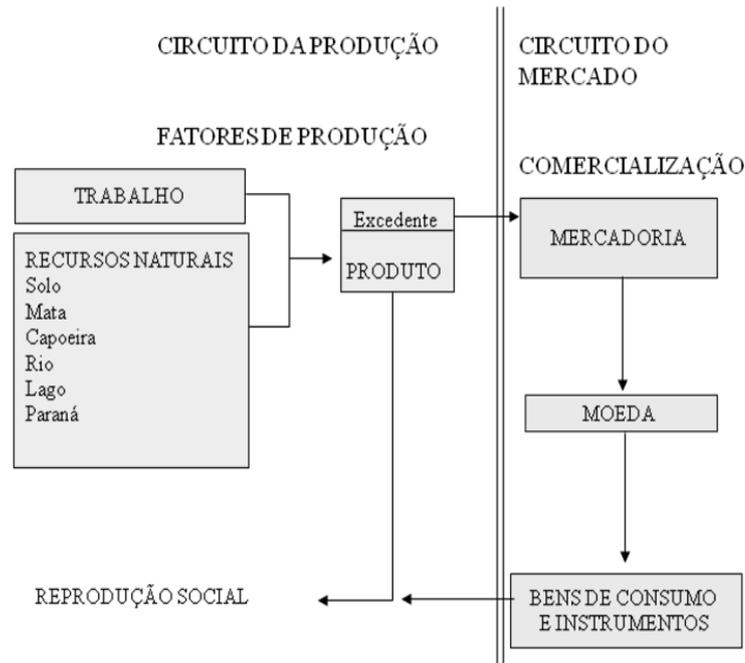 CIRCUITO DA PRODUÇÃO
FATORES DE PRODUÇÃO
TRABALHO
RECURSOS NATURAIS
Solo
Mata
Capoeira
Rio
Lago
Paraná
Excedente
PRODUTO
REPRODUÇÃO SOCIAL
CIRCUITO DO
MERCADO
COMERCIALIZAÇÃO
MERCADORIA
MOEDA
BENS DE CONSUMO
E INSTRUMENTOS